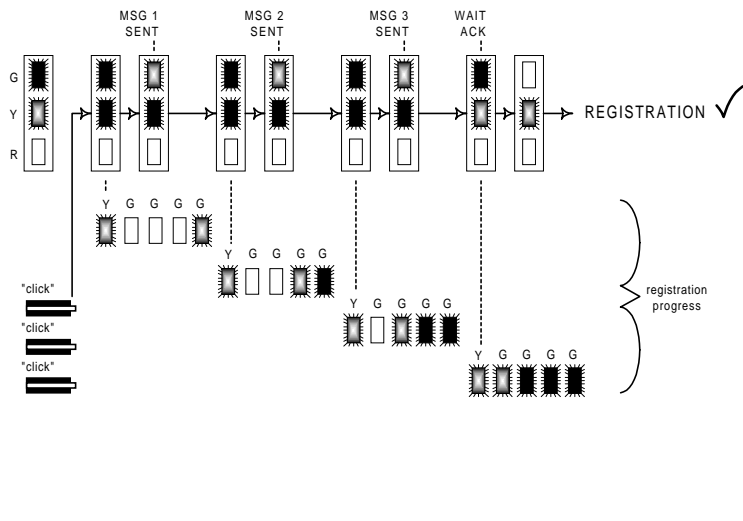 MSG 1
SENT
MSG 2
SENT
MSG 3
SENT
WAIT
ACK
G
Y
R
REGISTRATION
Y G G G G
Y G G G G
Y G G G G
Y G G G G
"click"
"click"
"click"
registration
progress